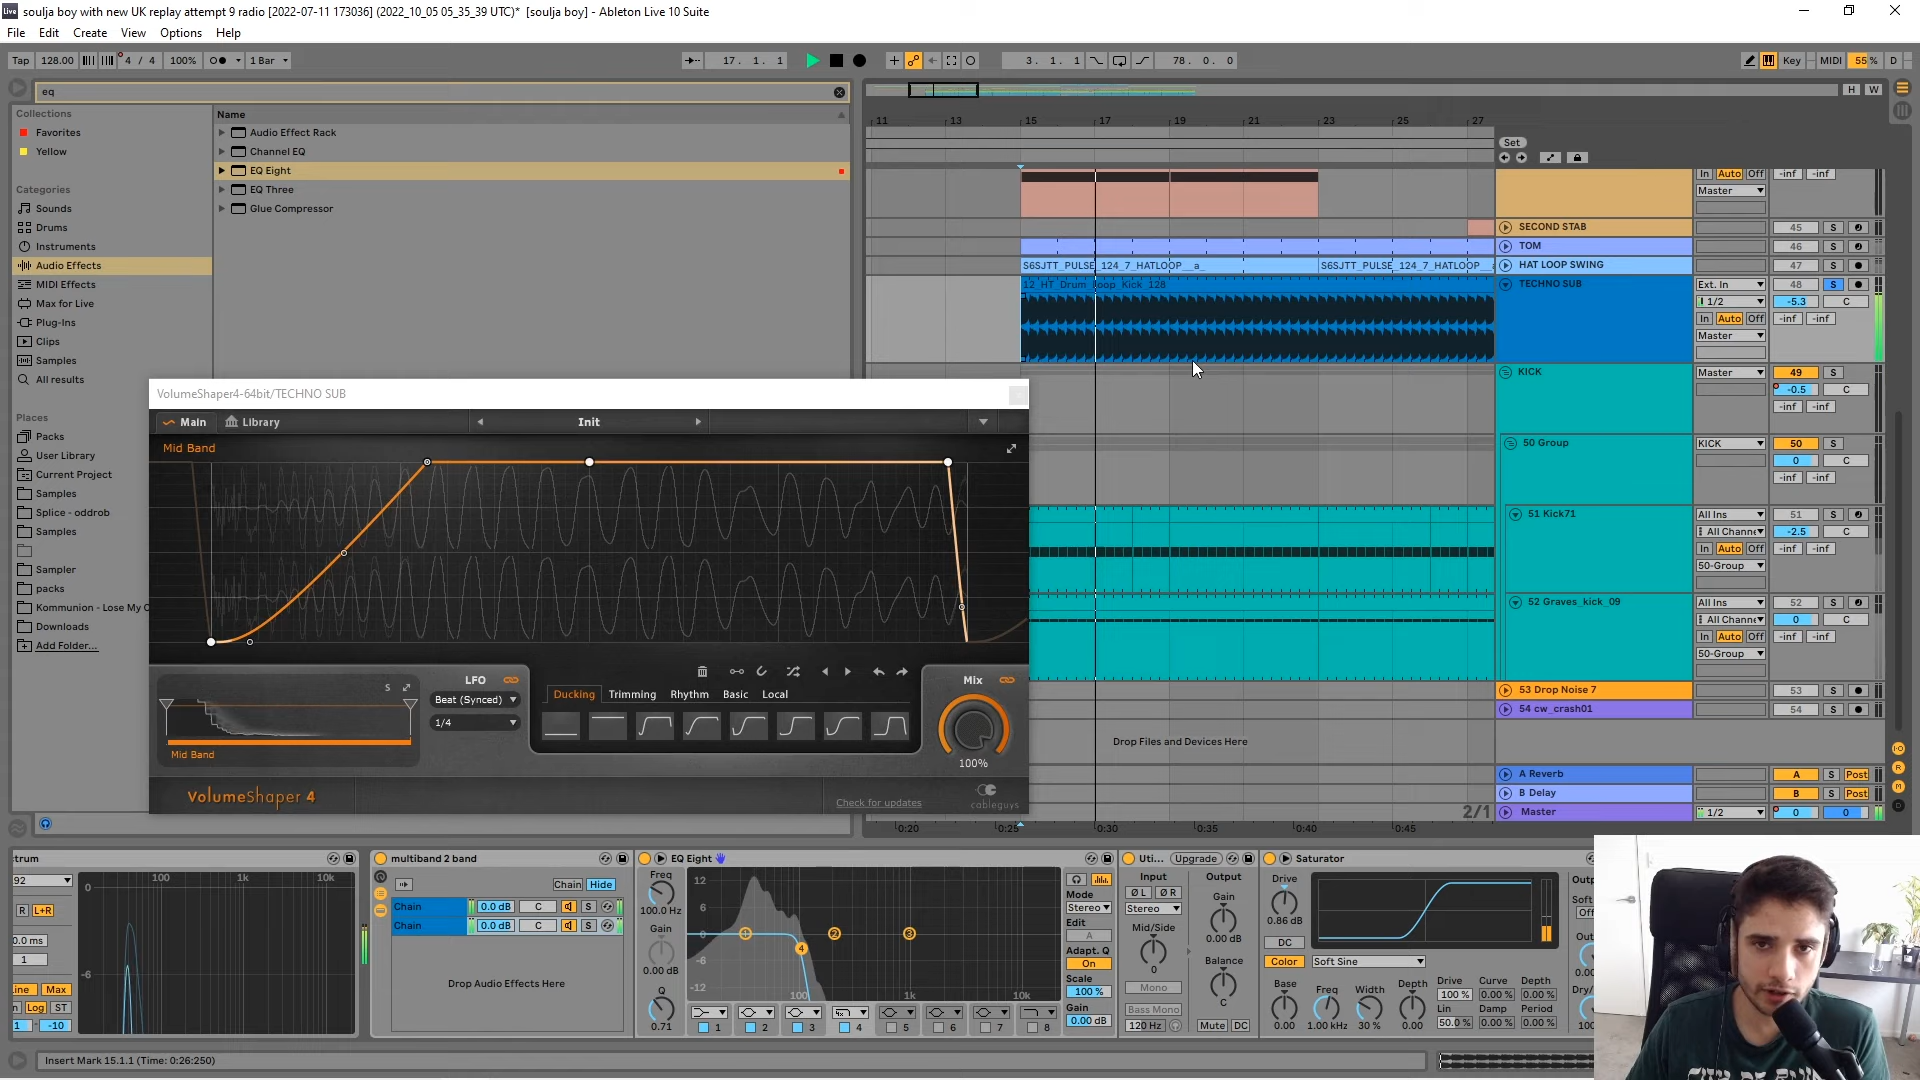 soulja boy with new UK replay attempt 9 radio [2022-07-11 173036] (2022_10_05 05_35_39 UTC)* [soulja boy] - Ableton Live 10 Suite
File Edit Create View Options Help
Tap 128.00 4 / 4 100% 1 Bar 17. 1. 1 3. 1. 1 78. 0. 0 Key MIDI 55 % D
eq
H W
Collections
Favorites
Yellow
Categories
Sounds
Drums
Instruments
Audio Effects
MIDI Effects
Max for Live
Plug-Ins
Clips
Samples
All results
Places
Packs
User Library
Current Project
Samples
Splice - oddrob
Samples
Sampler
packs
Kommunion - Lose My C
Downloads
Add Folder...
Name
Audio Effect Rack
Channel EQ
EQ Eight
EQ Three
Glue Compressor
11 13 15 17 19 21 23 25 27
Set
In Auto Off -inf -inf
Master
SECOND STAB 45 S
TOM 46 S
S6SJTT_PULSE_124_7_HATLOOP__a_ S6SJTT_PULSE_124_7_HATLOOP__a HAT LOOP SWING 47 S
12_HT_Drum_Loop_Kick_128 TECHNO SUB Ext. In 48 S
1/2 -5.3 C
In Auto Off -inf -inf
Master
KICK Master 49 S
-0.5 C
-inf -inf
50 Group KICK 50 S
0 C
-inf -inf
51 Kick71 All Ins 51 S
All Channe -2.5 C
In Auto Off -inf -inf
50-Group
52 Graves_kick_09 All Ins 52 S
All Channe 0 C
In Auto Off -inf -inf
50-Group
53 Drop Noise 7 53 S
54 cw_crash01 54 S
Drop Files and Devices Here
A Reverb A S Post
B Delay B S Post
2/1 Master 1/2 0 0
0:20 0:25 0:30 0:35 0:40 0:45
VolumeShaper4-64bit/TECHNO SUB
Main Library Init
Mid Band
S
Mid Band
LFO
Beat (Synced)
1/4
Ducking Trimming Rhythm Basic Local
Mix
100%
VolumeShaper 4
Check for updates
cableguys
trum
92
R L+R
0.0 ms
1
ine Max
n Log ST
1 -10
100 1k 10k
0
-6
multiband 2 band
Chain Hide
Chain 0.0 dB C S
Chain 0.0 dB C S
Drop Audio Effects Here
EQ Eight
Freq
100.0 Hz
Gain
0.00 dB
Q
0.71
12
6
0
-6
-12
1 4 2 3
100 1k 10k
1 2 3 4 5 6 7 8
Mode
Stereo
Edit
A
Adapt. Q
On
Scale
100 %
Gain
0.00 dB
Uti... Upgrade
Input Output
Ø L Ø R Gain
Stereo
Mid/Side 0.00 dB
0 Balance
Mono
Bass Mono C
120 Hz Mute DC
Saturator
Drive
0.86 dB
DC
Color Soft Sine
Base Freq Width Depth
0.00 1.00 kHz 30 % 0.00
Drive Curve Depth
100 % 0.00 % 0.00 %
Lin Damp Period
50.0 % 0.00 % 0.00 %
Insert Mark 15.1.1 (Time: 0:26:250)